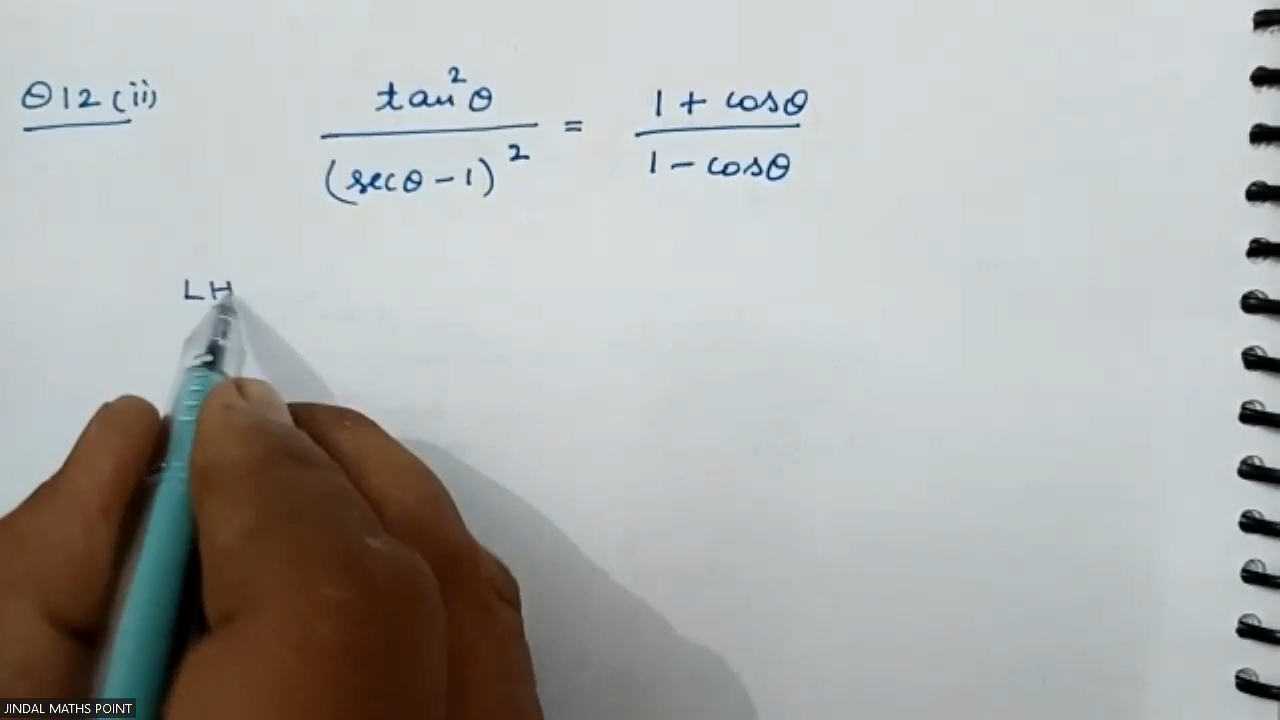 Q12 (ii) tan²θ / (secθ - 1)² = 1 + cosθ / 1 - cosθ
LH
JINDAL MATHS POINT